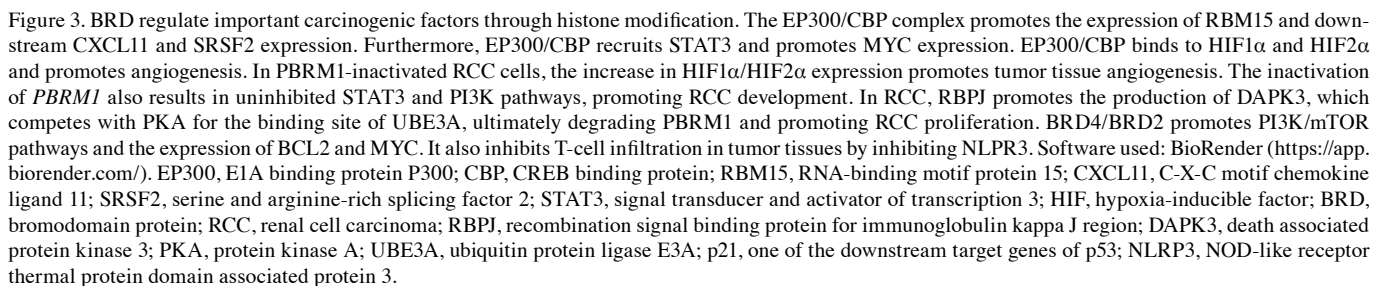 Figure 3. BRD regulate important carcinogenic factors through histone modification. The EP300/CBP complex promotes the expression of RBM15 and down-
stream CXCL11 and SRSF2 expression. Furthermore, EP300/CBP recruits STAT3 and promotes MYC expression. EP300/CBP binds to HIF1α and HIF2α
and promotes angiogenesis. In PBRM1-inactivated RCC cells, the increase in HIF1α/HIF2α expression promotes tumor tissue angiogenesis. The inactivation
of PBRM1 also results in uninhibited STAT3 and PI3K pathways, promoting RCC development. In RCC, RBPJ promotes the production of DAPK3, which
competes with PKA for the binding site of UBE3A, ultimately degrading PBRM1 and promoting RCC proliferation. BRD4/BRD2 promotes PI3K/mTOR
pathways and the expression of BCL2 and MYC. It also inhibits T-cell infiltration in tumor tissues by inhibiting NLPR3. Software used: BioRender (https://app.
biorender.com/). EP300, E1A binding protein P300; CBP, CREB binding protein; RBM15, RNA-binding motif protein 15; CXCL11, C-X-C motif chemokine
ligand 11; SRSF2, serine and arginine-rich splicing factor 2; STAT3, signal transducer and activator of transcription 3; HIF, hypoxia-inducible factor; BRD,
bromodomain protein; RCC, renal cell carcinoma; RBPJ, recombination signal binding protein for immunoglobulin kappa J region; DAPK3, death associated
protein kinase 3; PKA, protein kinase A; UBE3A, ubiquitin protein ligase E3A; p21, one of the downstream target genes of p53; NLRP3, NOD-like receptor
thermal protein domain associated protein 3.